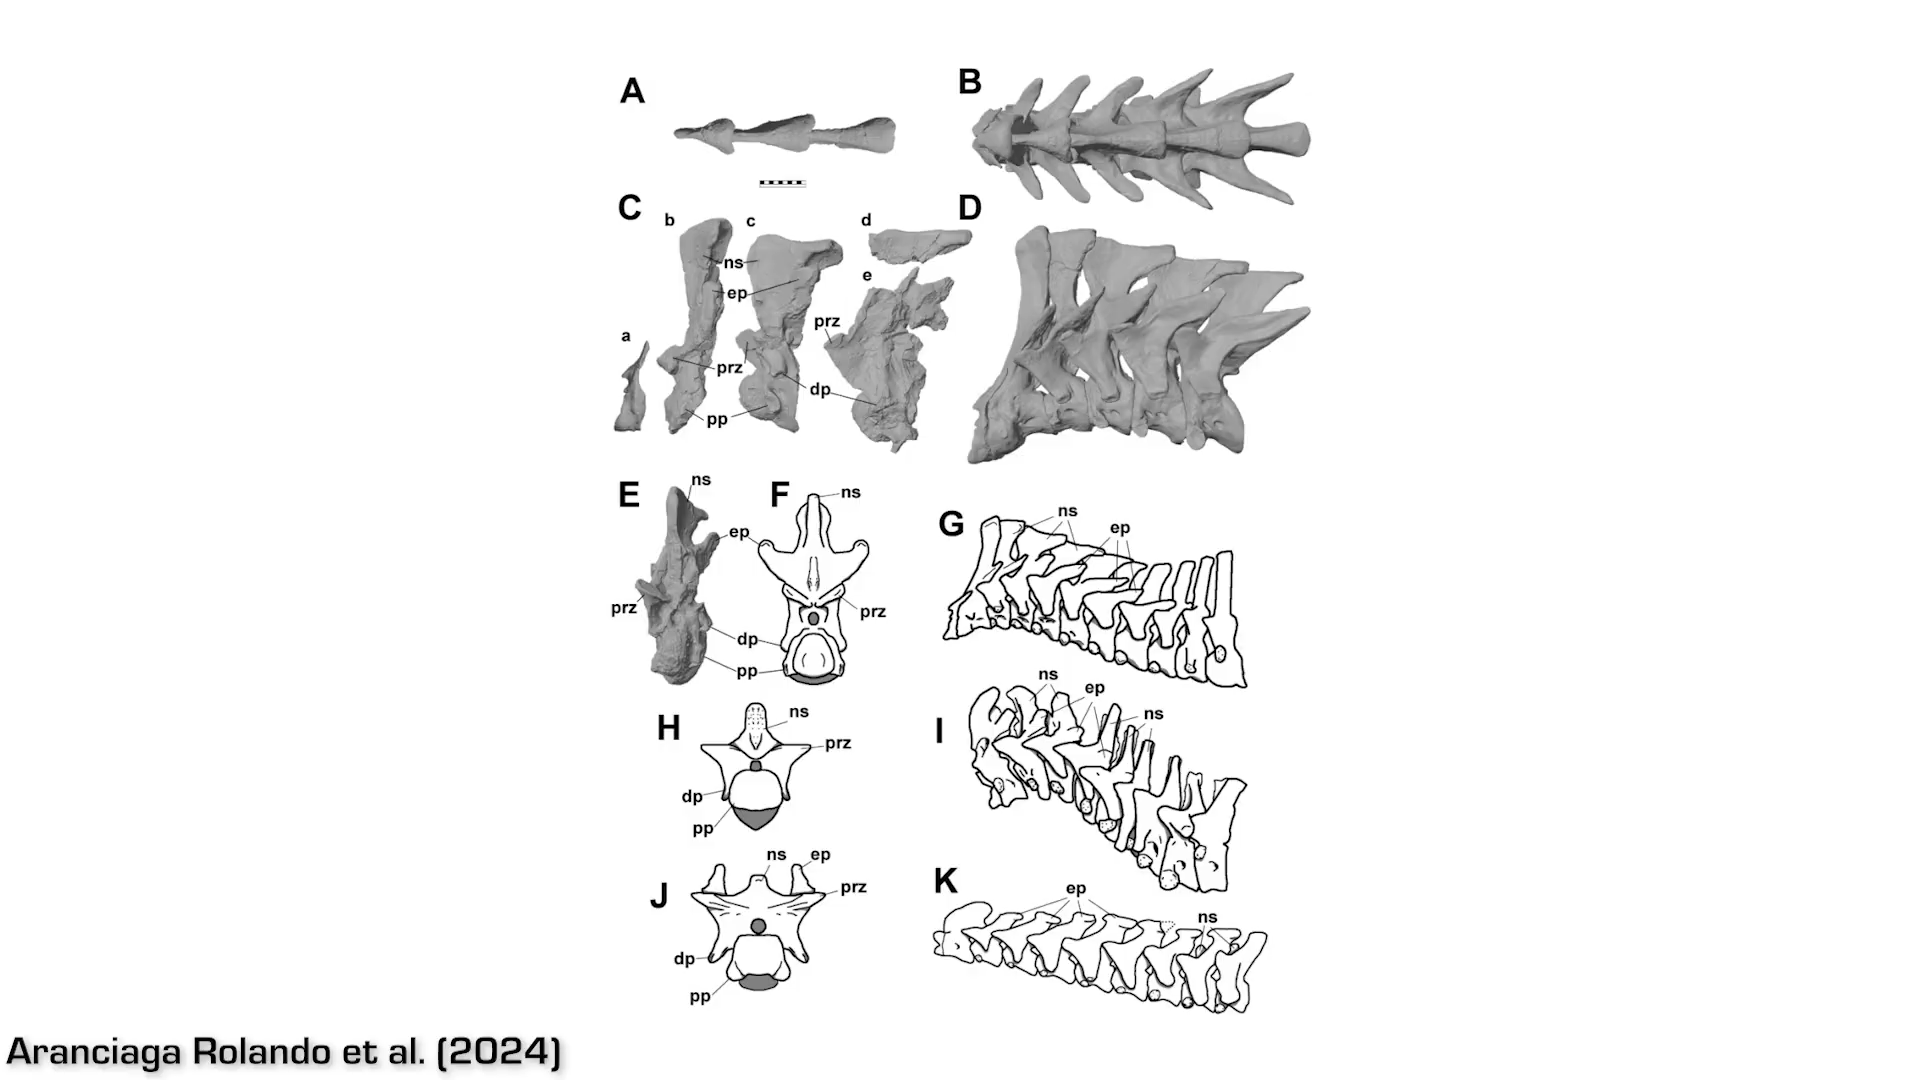 A
B
C
D
b
c
d
ns
ep
e
prz
a
prz
dp
pp
E
ns
F
ns
G
ns
ep
ep
prz
prz
dp
pp
H
ns
prz
dp
pp
I
ns
ep
ns
J
ns
ep
prz
dp
pp
K
ep
ns
Aranciaga Rolando et al. (2024)